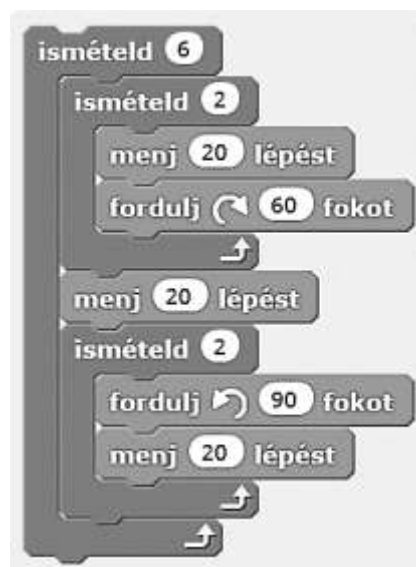 ismételd 6
ismételd 2
menj 20 lépést
fordulj 60 fokot
menj 20 lépést
ismételd 2
fordulj 90 fokot
menj 20 lépést